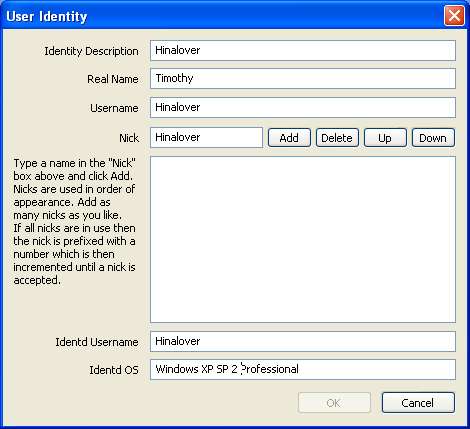 User Identity
Identity Description Hinalover
Real Name Timothy
Username Hinalover
Nick Hinalover Add Delete Up Down
Type a name in the "Nick"
box above and click Add.
Nicks are used in order of
appearance. Add as
many nicks as you like.
If all nicks are in use then
the nick is prefixed with a
number which is then
incremented until a nick is
accepted.
Identd Username Hinalover
Identd OS Windows XP SP 2 Professional
OK Cancel